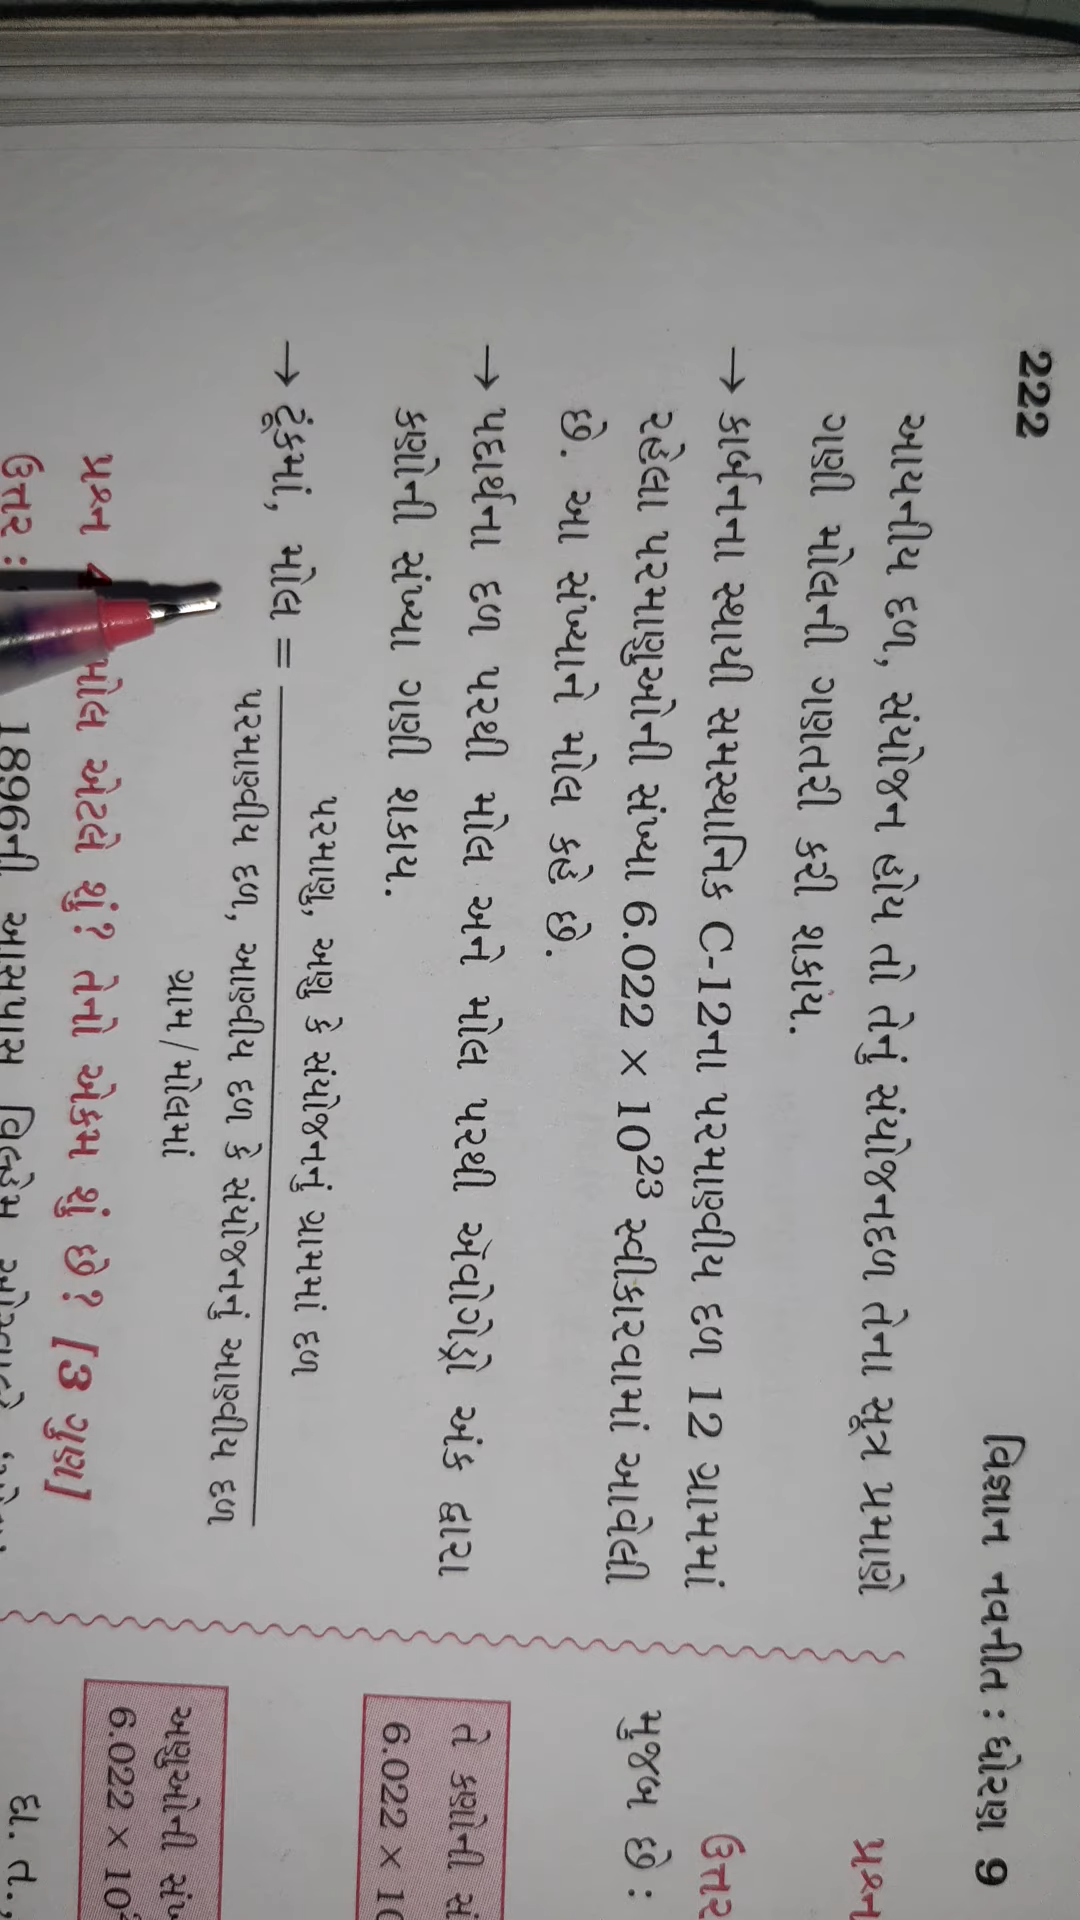 222
વિજ્ઞાન નવનીત : ધોરણ 9
આયનીય દળ, સંયોજન હોય તો તેનું સંયોજનદળ તેના સૂત્ર પ્રમાણે
ગણી મોલની ગણતરી કરી શકાય.
→ કાર્બનના સ્થાયી સમસ્થાનિક C-12ના પરમાણ્વીય દળ 12 ગ્રામમાં
રહેલા પરમાણુઓની સંખ્યા 6.022 × 10²³ સ્વીકારવામાં આવેલી
છે. આ સંખ્યાને મોલ કહે છે.
→ પદાર્થના દળ પરથી મોલ અને મોલ પરથી ઍવોગેડ્રો અંક દ્વારા
કણોની સંખ્યા ગણી શકાય.
પરમાણુ, અણુ કે સંયોજનનું ગ્રામમાં દળ
→ ટૂંકમાં, મોલ =
પરમાણ્વીય દળ, આણ્વીય દળ કે સંયોજનનું આણ્વીય દળ
ગ્રામ/મોલમાં
પ્રશ્ન 4 મોલ એટલે શું? તેનો એકમ શું છે? [3 ગુણ]
ઉત્તર : 1896ની આસપાસ વિલ્હેમ
પ્રશ્ન
ઉત્તર
મુજબ છે :
તે કણોની
6.022 × 10
અણુઓની
6.022 × 10
દા. ત.,